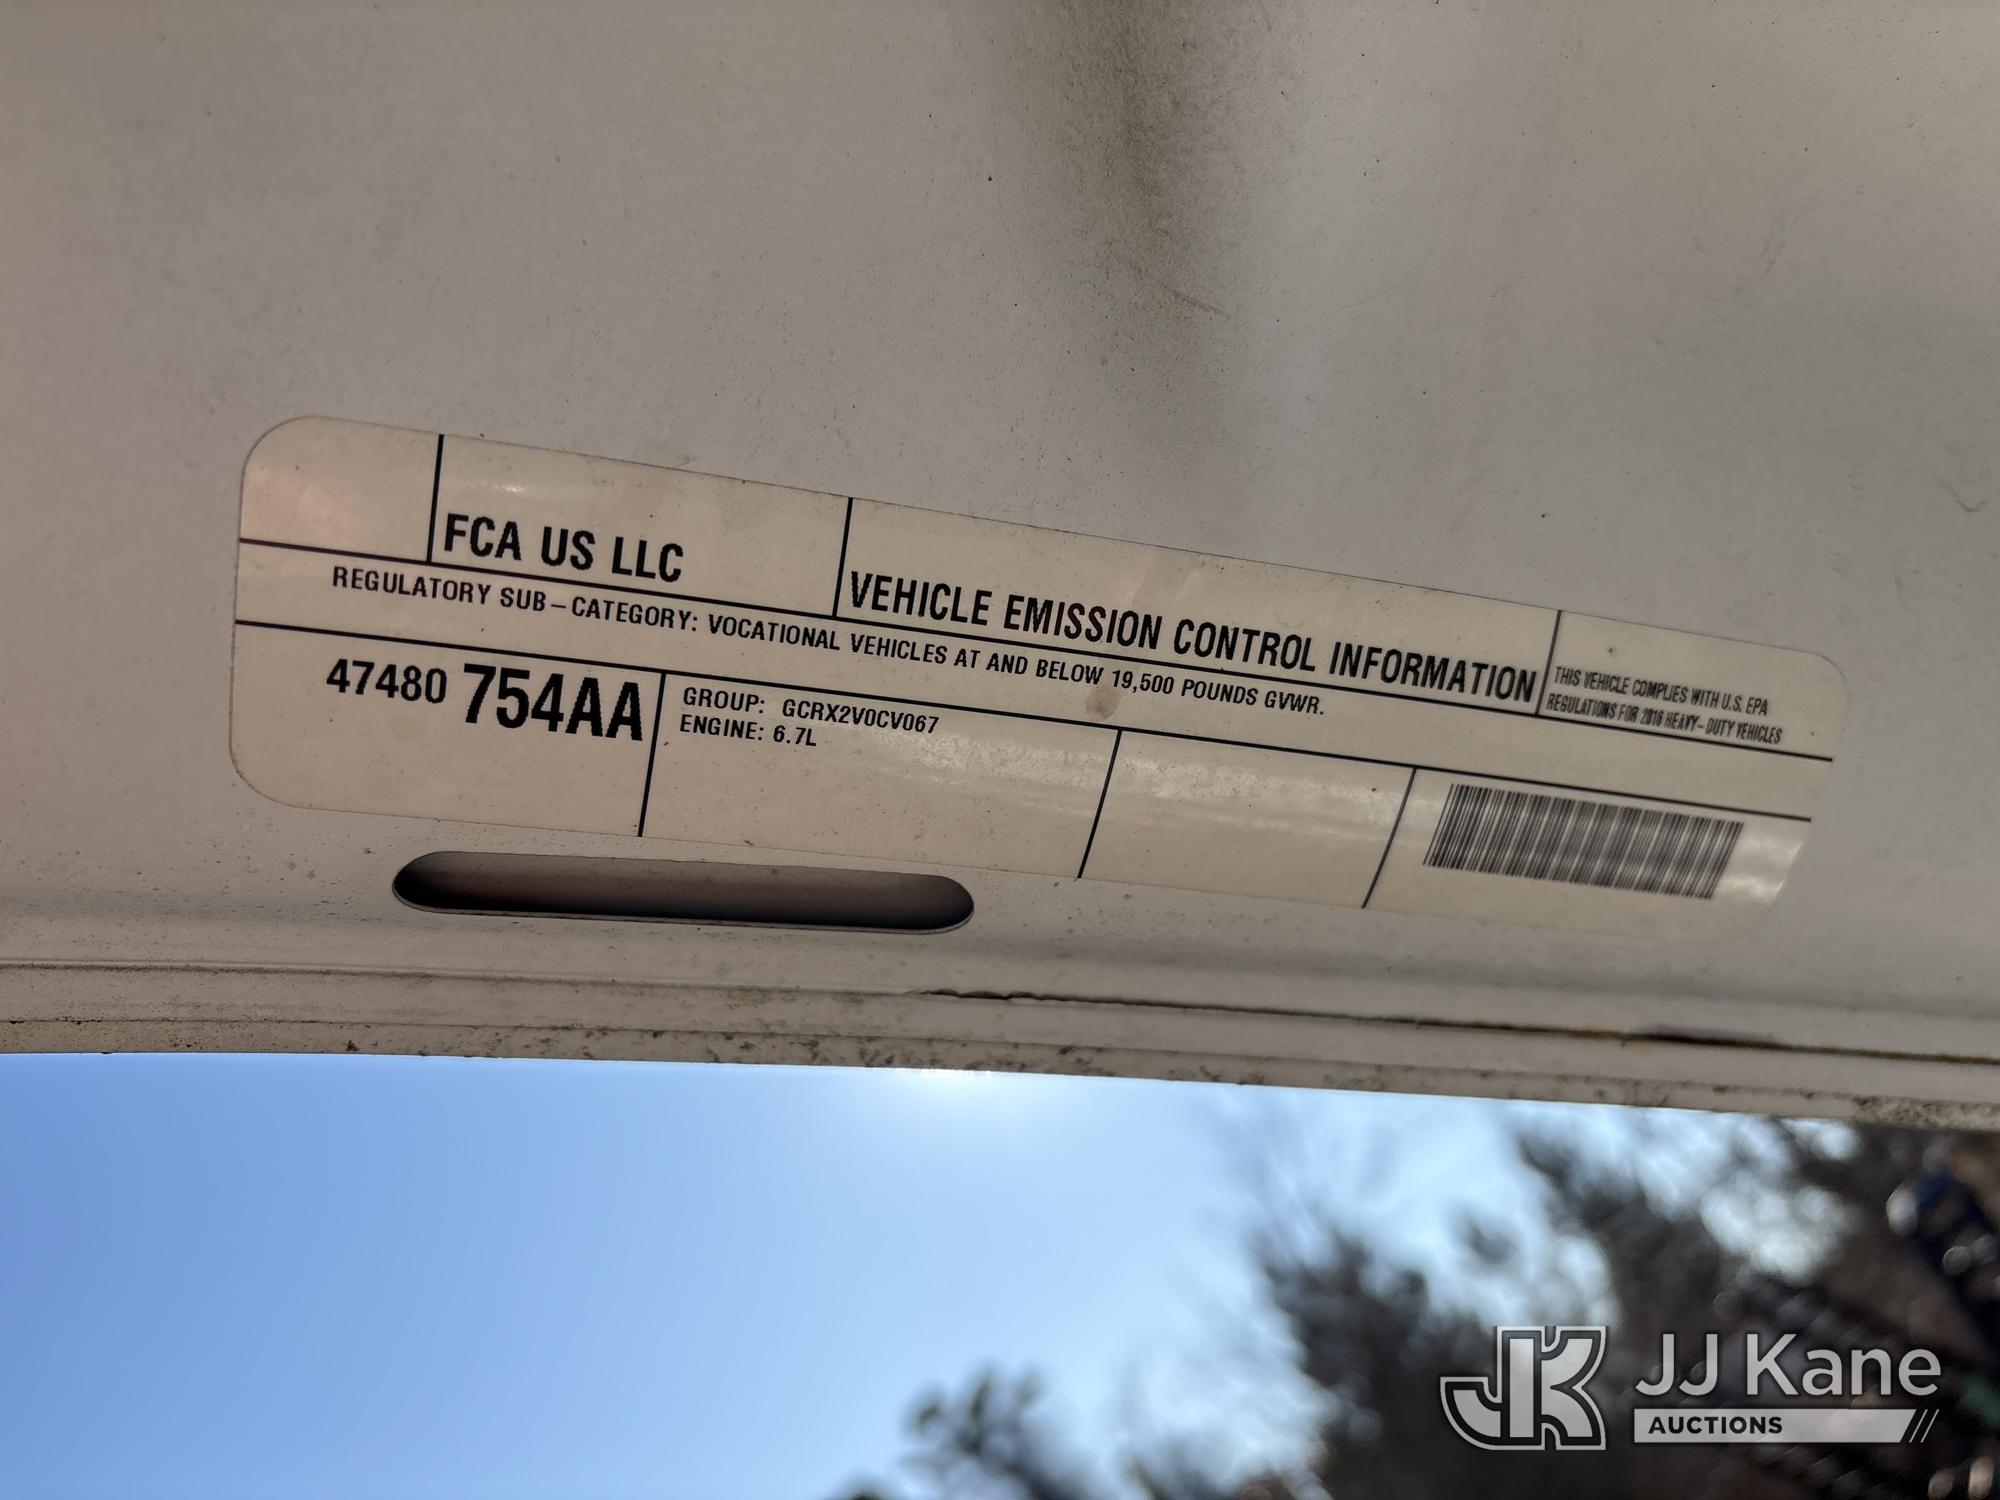 FCA US LLC
VEHICLE EMISSION CONTROL INFORMATION
THIS VEHICLE COMPLIES WITH U.S. EPA
REGULATIONS FOR 2016 HEAVY-DUTY VEHICLES
REGULATORY SUB-CATEGORY: VOCATIONAL VEHICLES AT AND BELOW 19,500 POUNDS GVWR.
47480 754AA
GROUP: GCRX2V0CV067
ENGINE: 6.7L
JK JJ Kane
AUCTIONS